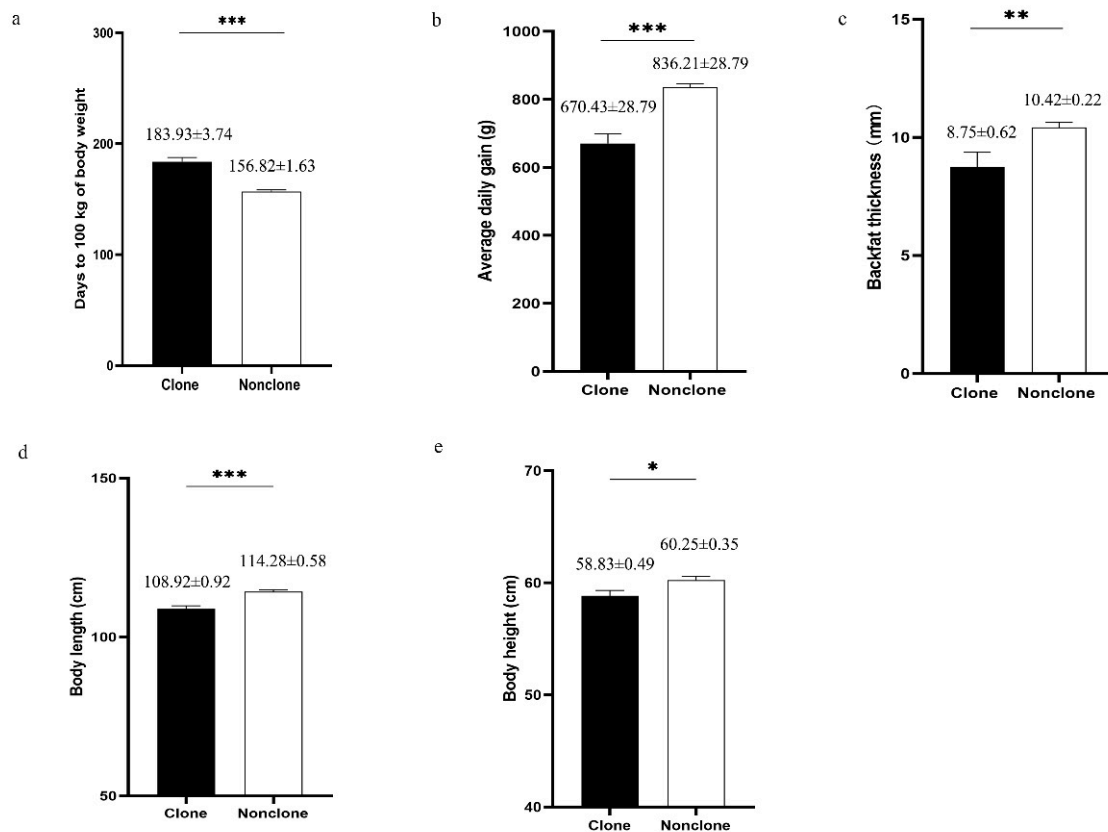 a
***
300
200
100
0
Days to 100 kg of body weight
183.93±3.74
156.82±1.63
Clone
Nonclone
b
***
1000
800
600
400
200
0
Average daily gain (g)
670.43±28.79
836.21±28.79
Clone
Nonclone
c
**
15
10
5
0
Backfat thickness (mm)
8.75±0.62
10.42±0.22
Clone
Nonclone
d
***
150
100
50
Body length (cm)
108.92±0.92
114.28±0.58
Clone
Nonclone
e
*
70
60
50
40
Body height (cm)
58.83±0.49
60.25±0.35
Clone
Nonclone